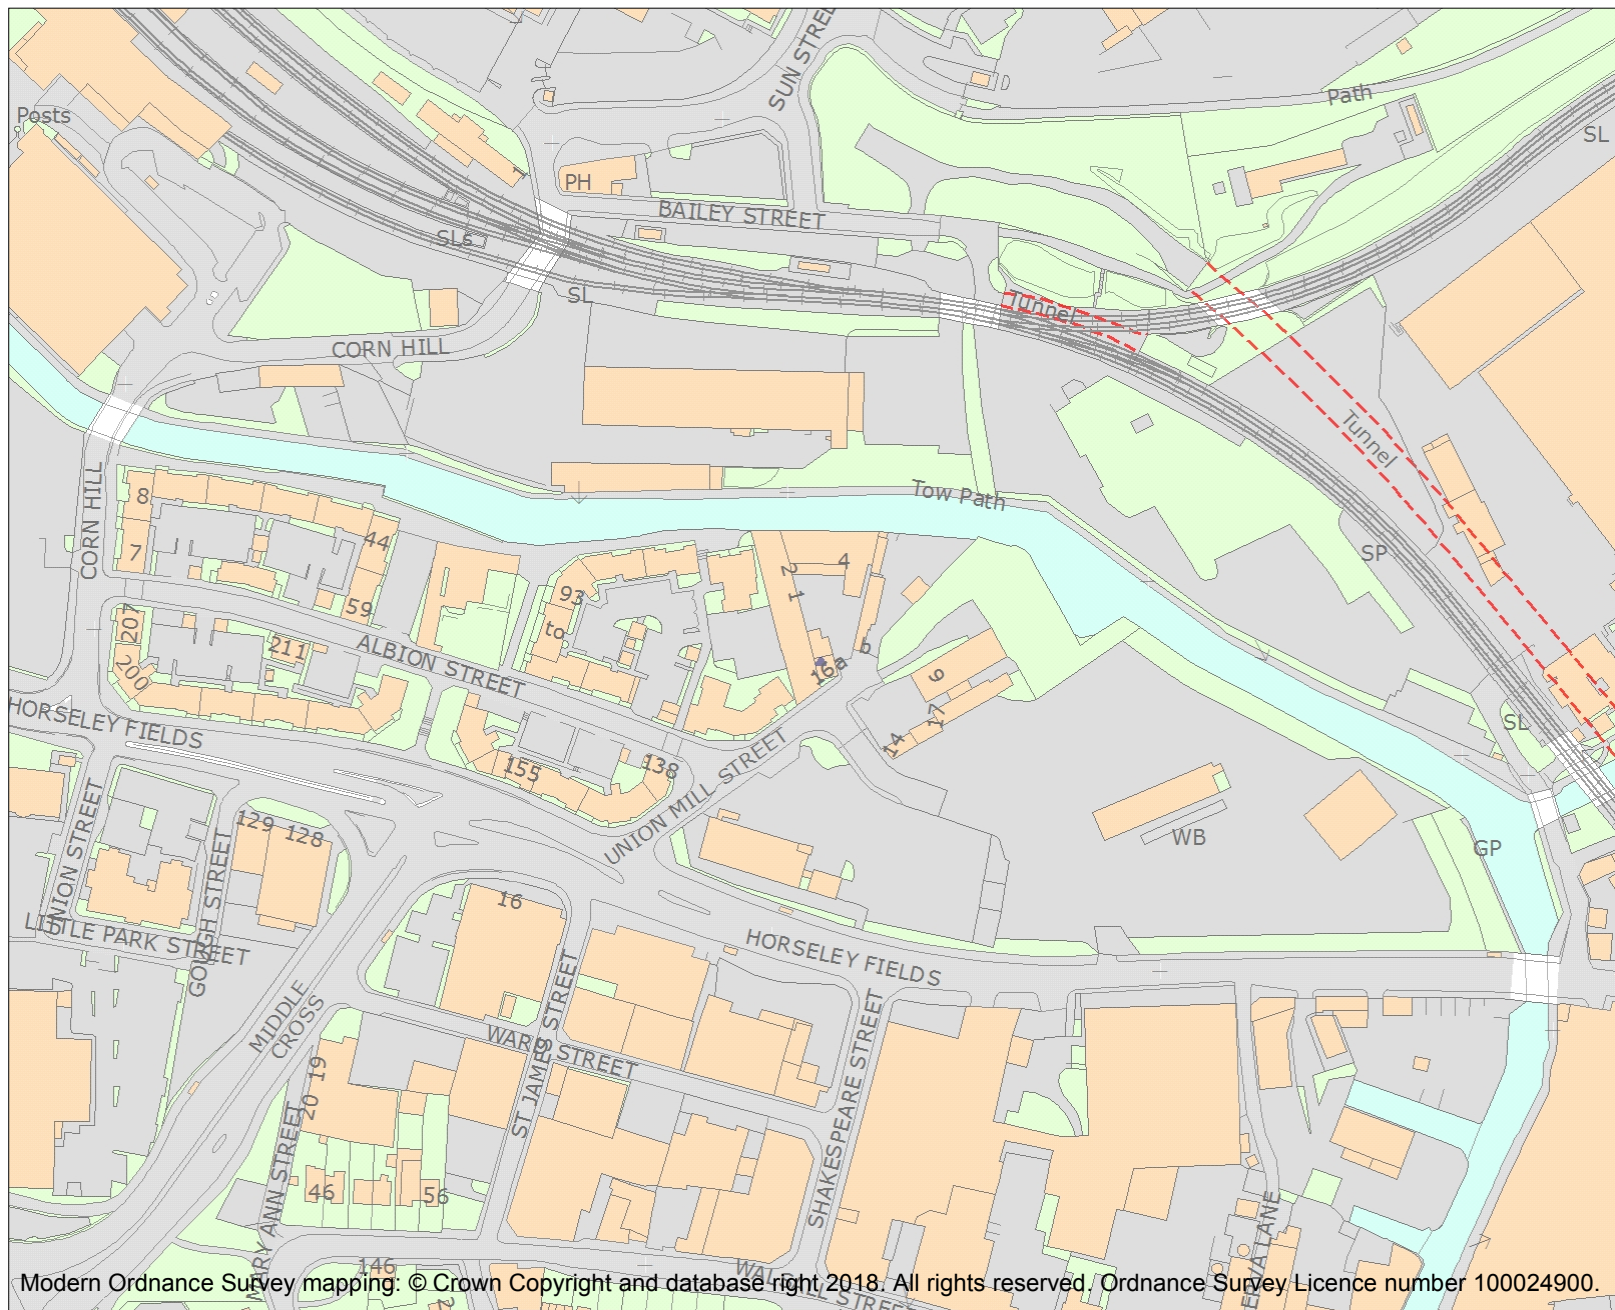 SUN STREE
Path
Posts
SL
1
PH
BAILEY STREET
SLs
SL
Tunnel
CORN HILL
Tunnel
Tow Path
CORN HILL
8
7
44
59
SP
4
2
1
93
to
207
200
211
ALBION STREET
b
16a
9
17
14
SL
HORSELEY FIELDS
155
138
UNION MILL STREET
WB
GP
UNION STREET
129
128
GOUGH STREET
LITTLE PARK STREET
16
HORSELEY FIELDS
MIDDLE
CROSS
WARD STREET
ST JAMES STREET
SHAKESPEARE STREET
19
20
46
56
MARY ANN STREET
146
ERVA LANE
Modern Ordnance Survey mapping: © Crown Copyright and database right 2018. All rights reserved. Ordnance Survey Licence number 100024900.